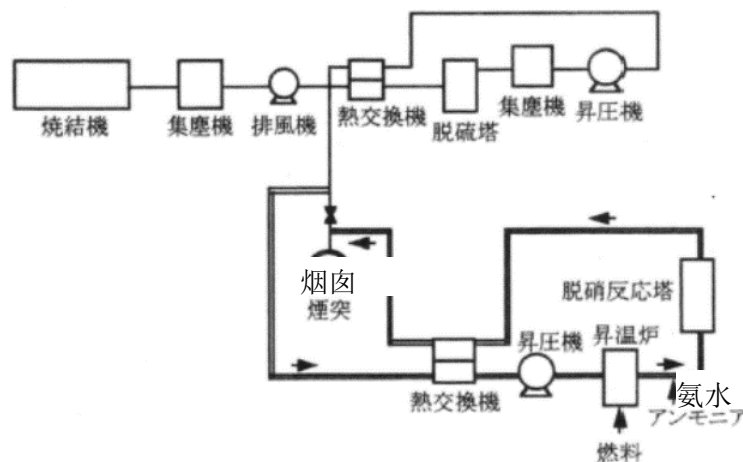 焼結機
集塵機
排風機
熱交換機
脱硫塔
集塵機
昇圧機
烟囱
煙突
脱硝反応塔
昇圧機
昇温炉
熱交換機
氨水
アンモニア
燃料